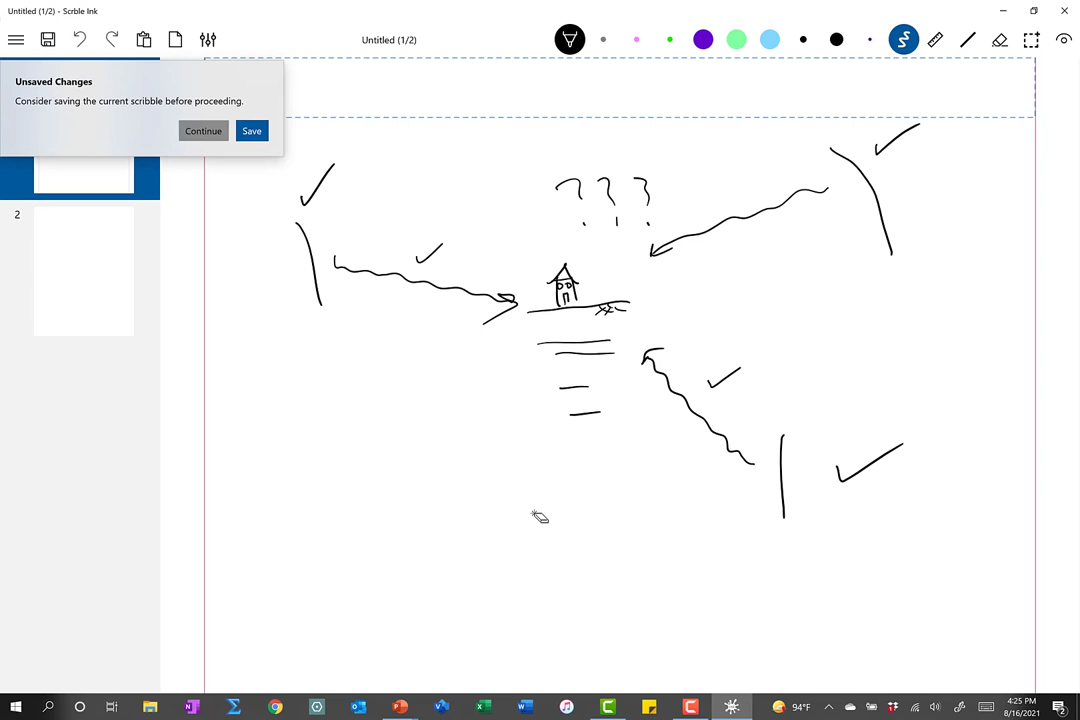 Untitled (1/2) - Scrble Ink
Untitled (1/2)
Unsaved Changes
Consider saving the current scribble before proceeding.
Continue
Save
? ? ?
2
94°F
4:25 PM
8/16/2021
2